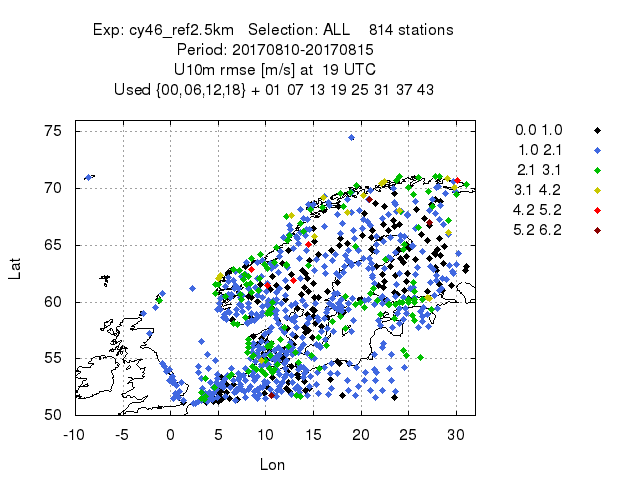 Exp: cy46_ref2.5km Selection: ALL 814 stations
Period: 20170810-20170815
U10m rmse [m/s] at 19 UTC
Used {00,06,12,18} + 01 07 13 19 25 31 37 43
75
70
65
60
55
50
Lat
-10 -5 0 5 10 15 20 25 30
Lon
0.0 1.0
1.0 2.1
2.1 3.1
3.1 4.2
4.2 5.2
5.2 6.2